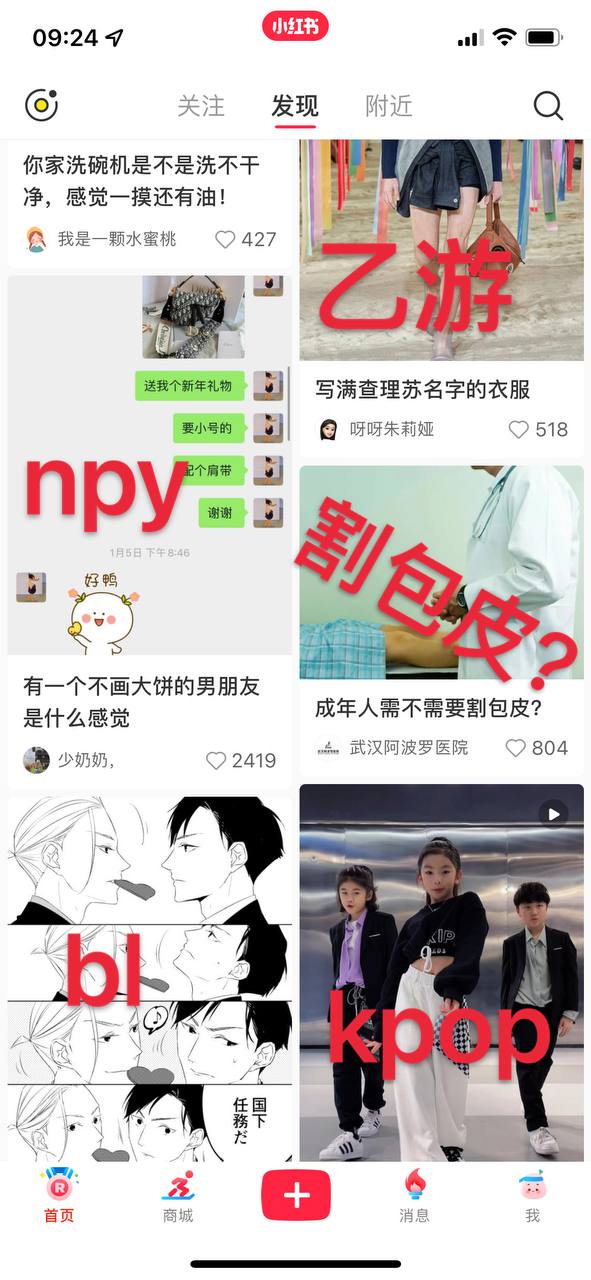 09:24
小红书
关注
发现
附近
你家洗碗机是不是洗不干
净，感觉一摸还有油！
我是一颗水蜜桃
427
送我个新年礼物
要小号的
配个肩带
谢谢
1月5日 下午8:46
好鸭
npy
有一个不画大饼的男朋友
是什么感觉
少奶奶，
2419
bl
国下
任務だ
乙游
写满查理苏名字的衣服
呀呀朱莉娅
518
割包皮?
成年人需不需要割包皮?
武汉阿波罗医院
804
kpop
R
首页
商城
消息
我